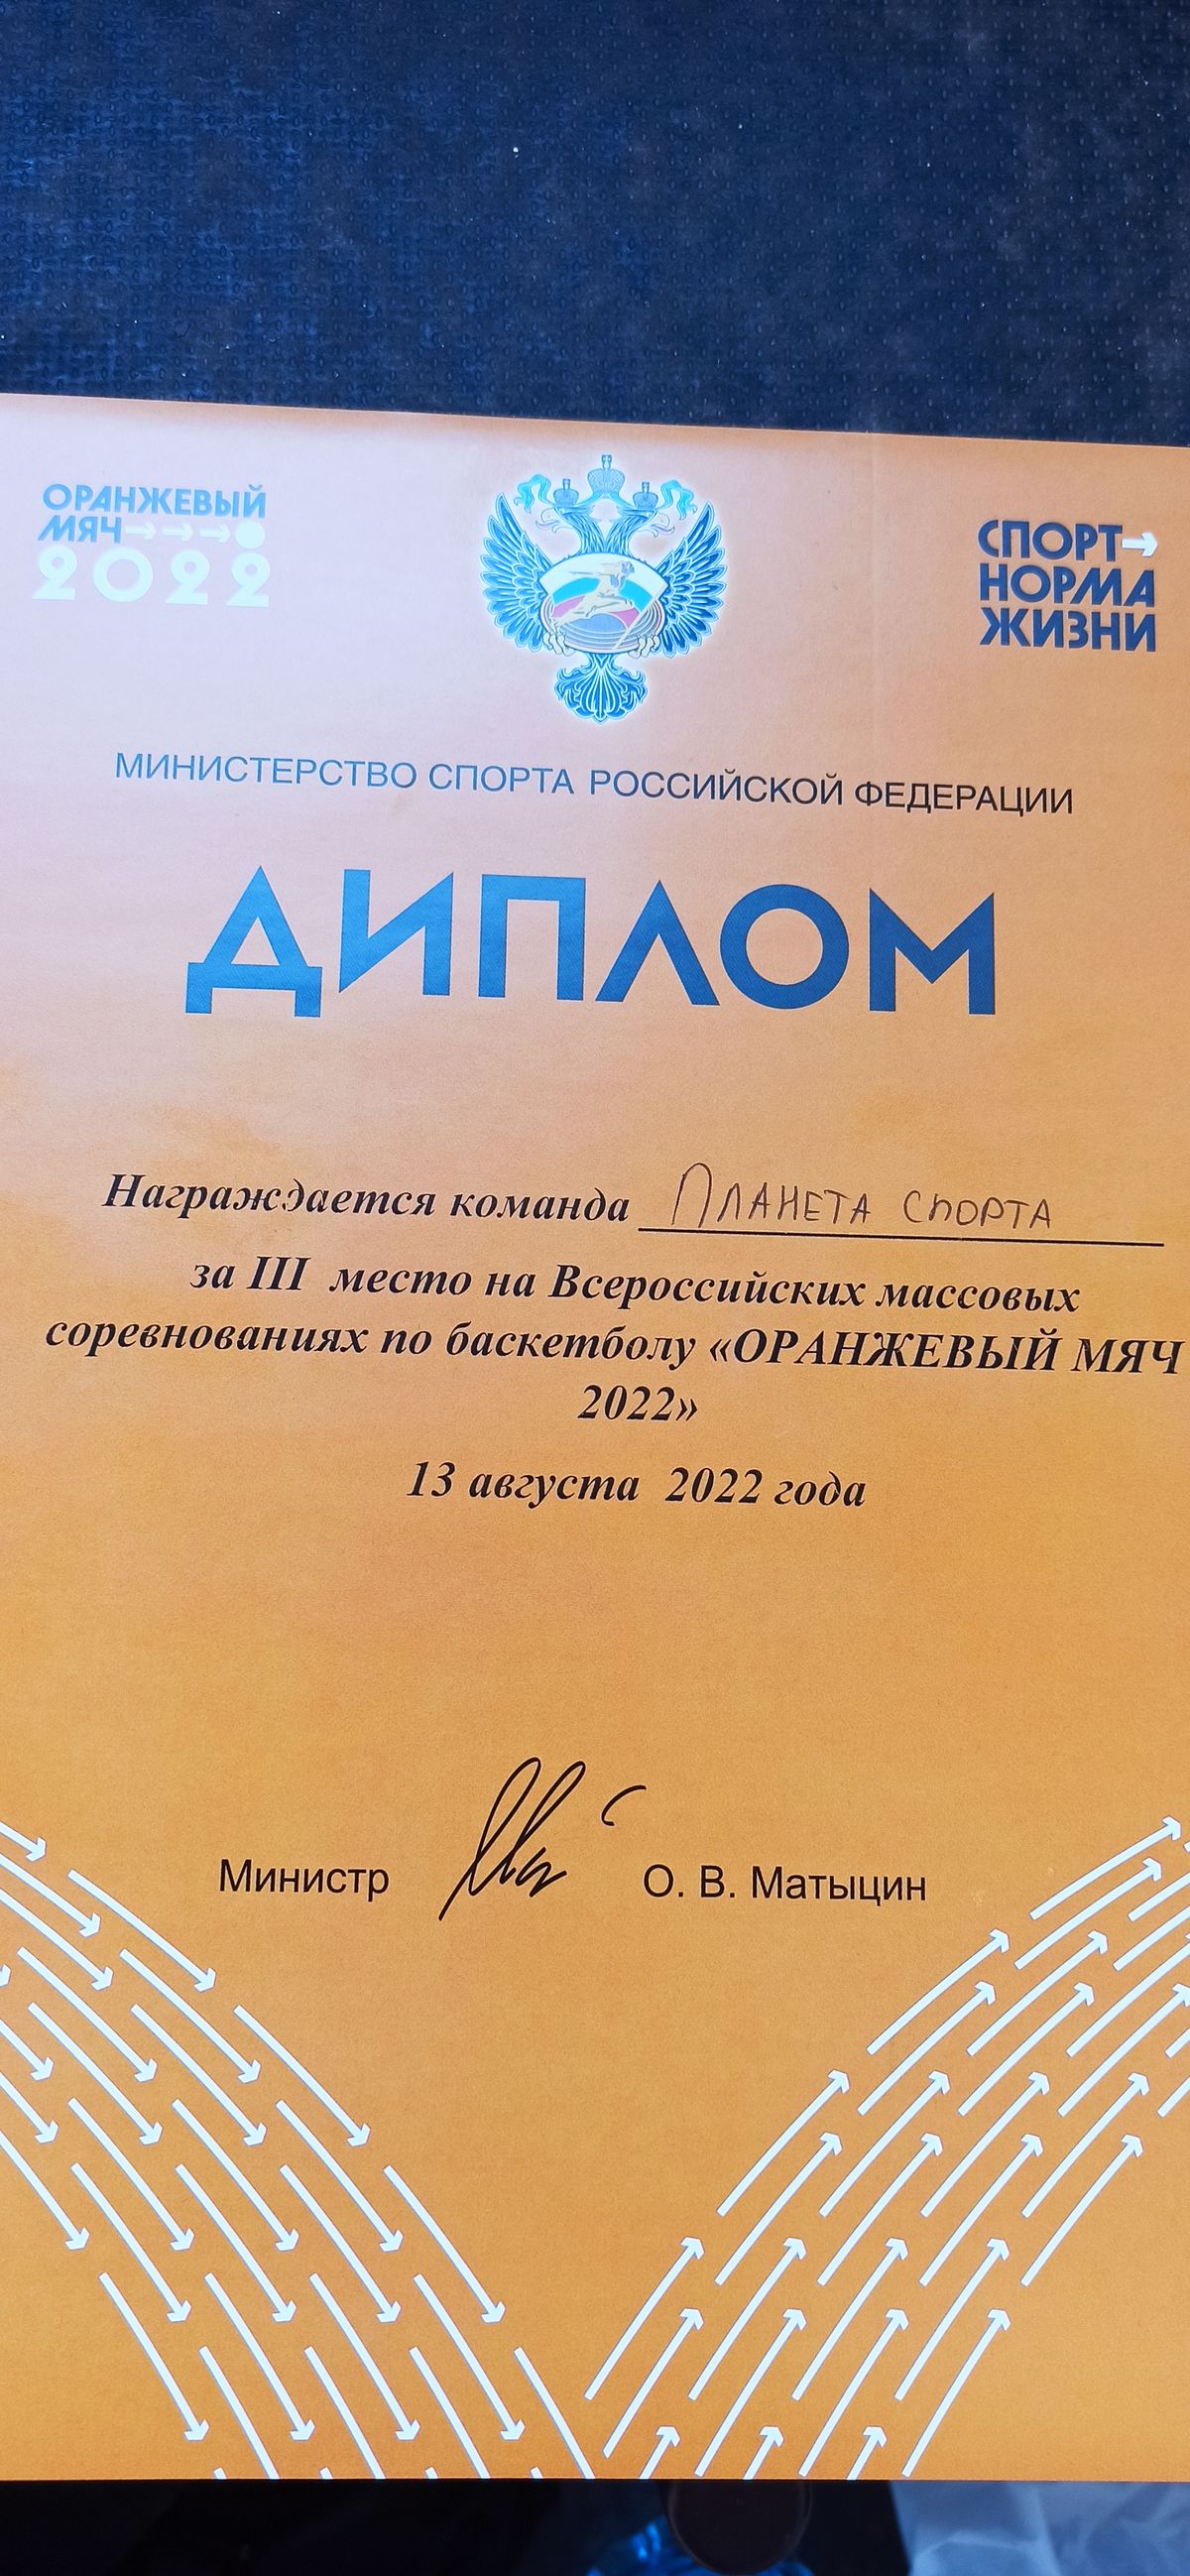 ОРАНЖЕВЫЙ
МЯЧ
2022
СПОРТ
НОРМА
ЖИЗНИ
МИНИСТЕРСТВО СПОРТА РОССИЙСКОЙ ФЕДЕРАЦИИ
ДИПЛОМ
Награждается команда ПЛАНЕТА СПОРТА
за III место на Всероссийских массовых
соревнованиях по баскетболу «ОРАНЖЕВЫЙ МЯЧ
2022»
13 августа 2022 года
Министр О. В. Матыцин